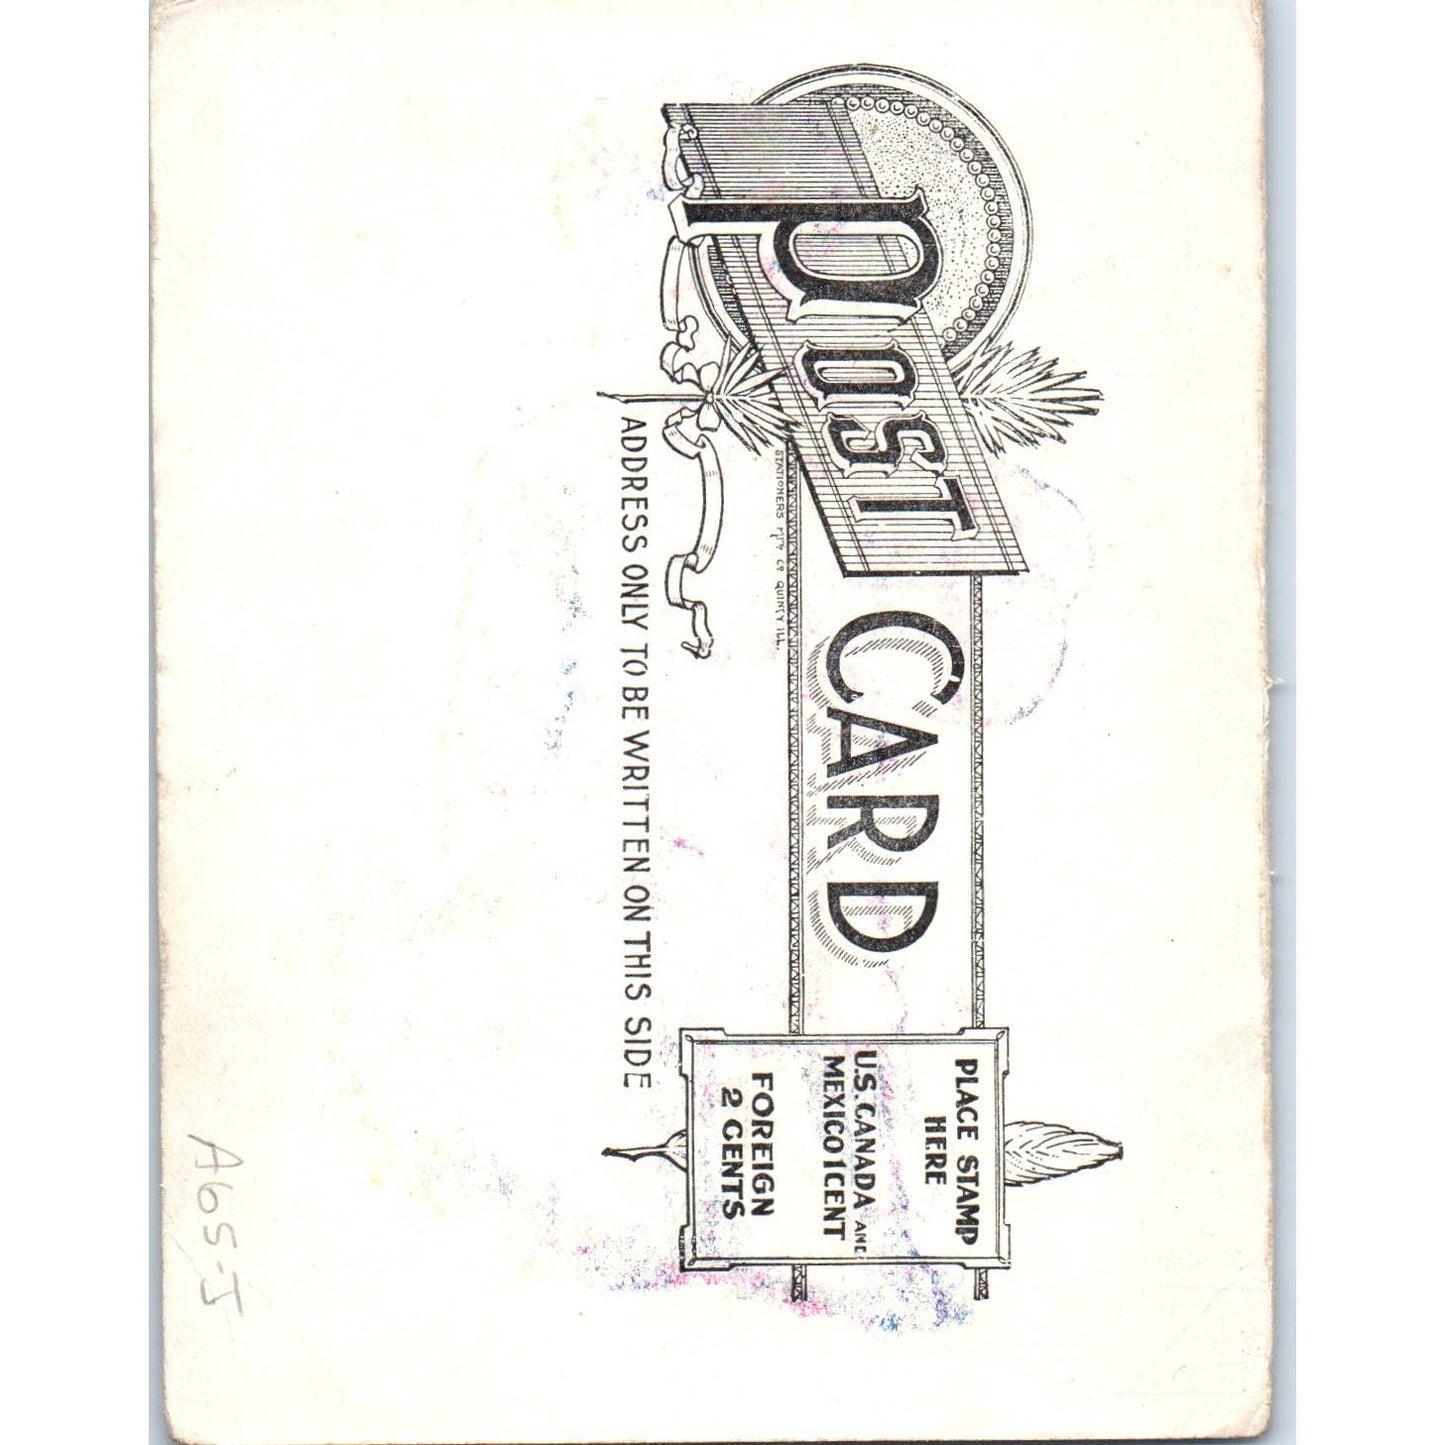 POST CARD
STATIONERS M'F'G CO QUINCY ILL.
ADDRESS ONLY TO BE WRITTEN ON THIS SIDE
PLACE STAMP
HERE
U.S. CANADA AND
MEXICO 1 CENT
FOREIGN
2 CENTS
A65-J